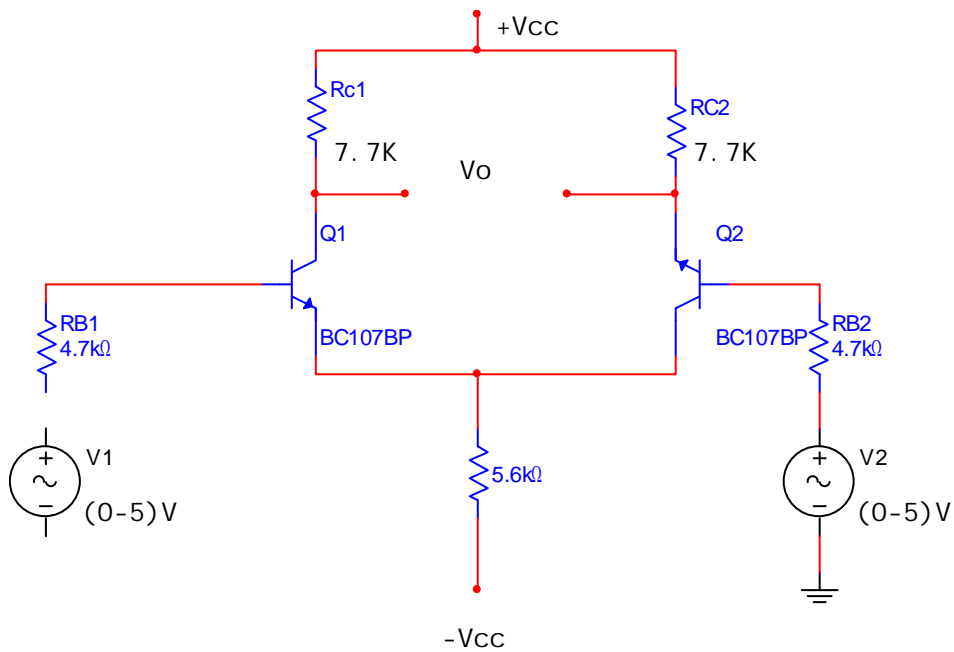 +Vcc
Rc1
7.7K
RC2
7.7K
Vo
Q1
Q2
RB1
4.7kΩ
BC107BP
BC107BP
RB2
4.7kΩ
V1
(0-5)V
5.6kΩ
V2
(0-5)V
-Vcc